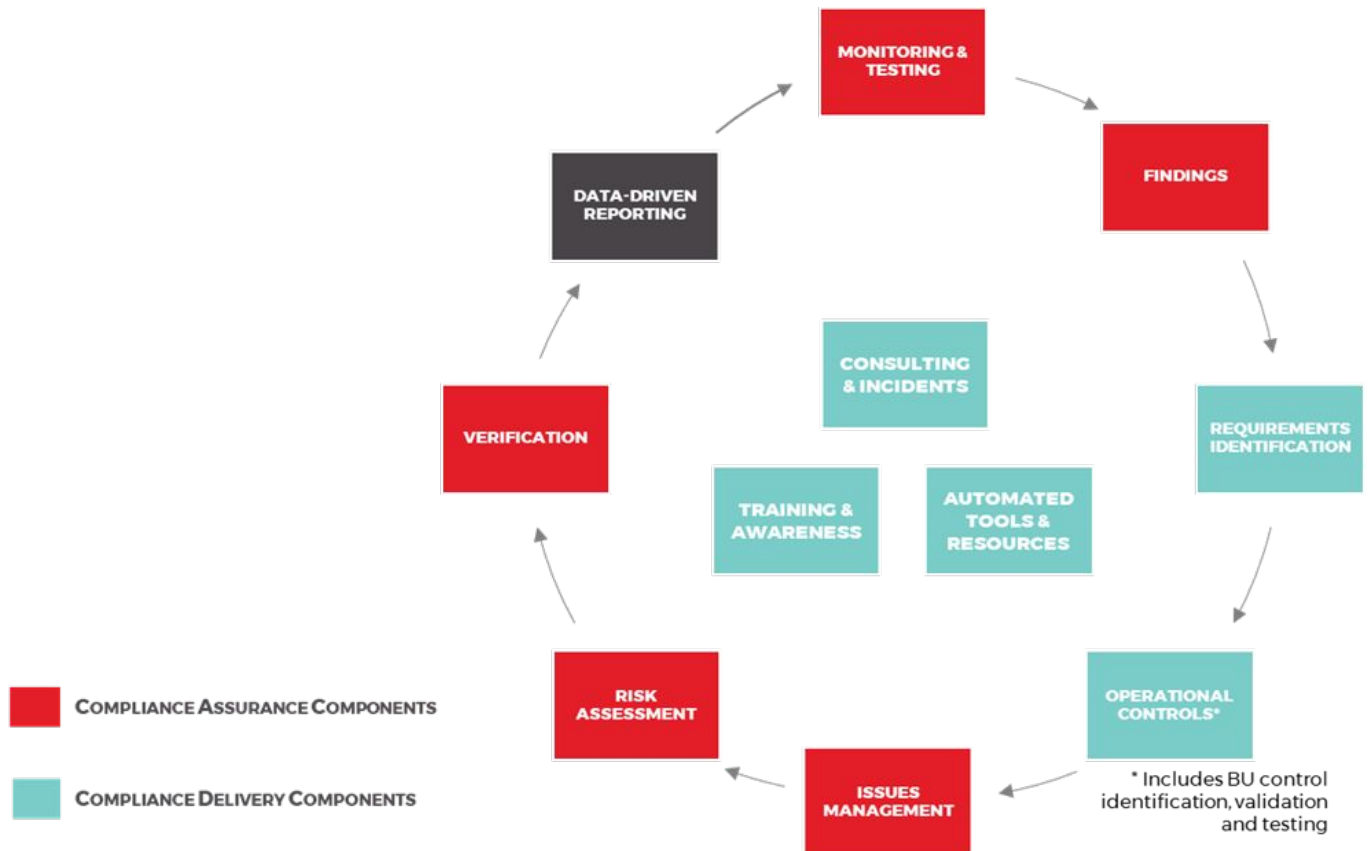 MONITORING &
TESTING
FINDINGS
DATA-DRIVEN
REPORTING
CONSULTING
& INCIDENTS
REQUIREMENTS
IDENTIFICATION
VERIFICATION
TRAINING &
AWARENESS
AUTOMATED
TOOLS &
RESOURCES
RISK
ASSESSMENT
OPERATIONAL
CONTROLS*
COMPLIANCE ASSURANCE COMPONENTS
ISSUES
MANAGEMENT
* Includes BU control
identification, validation
and testing
COMPLIANCE DELIVERY COMPONENTS